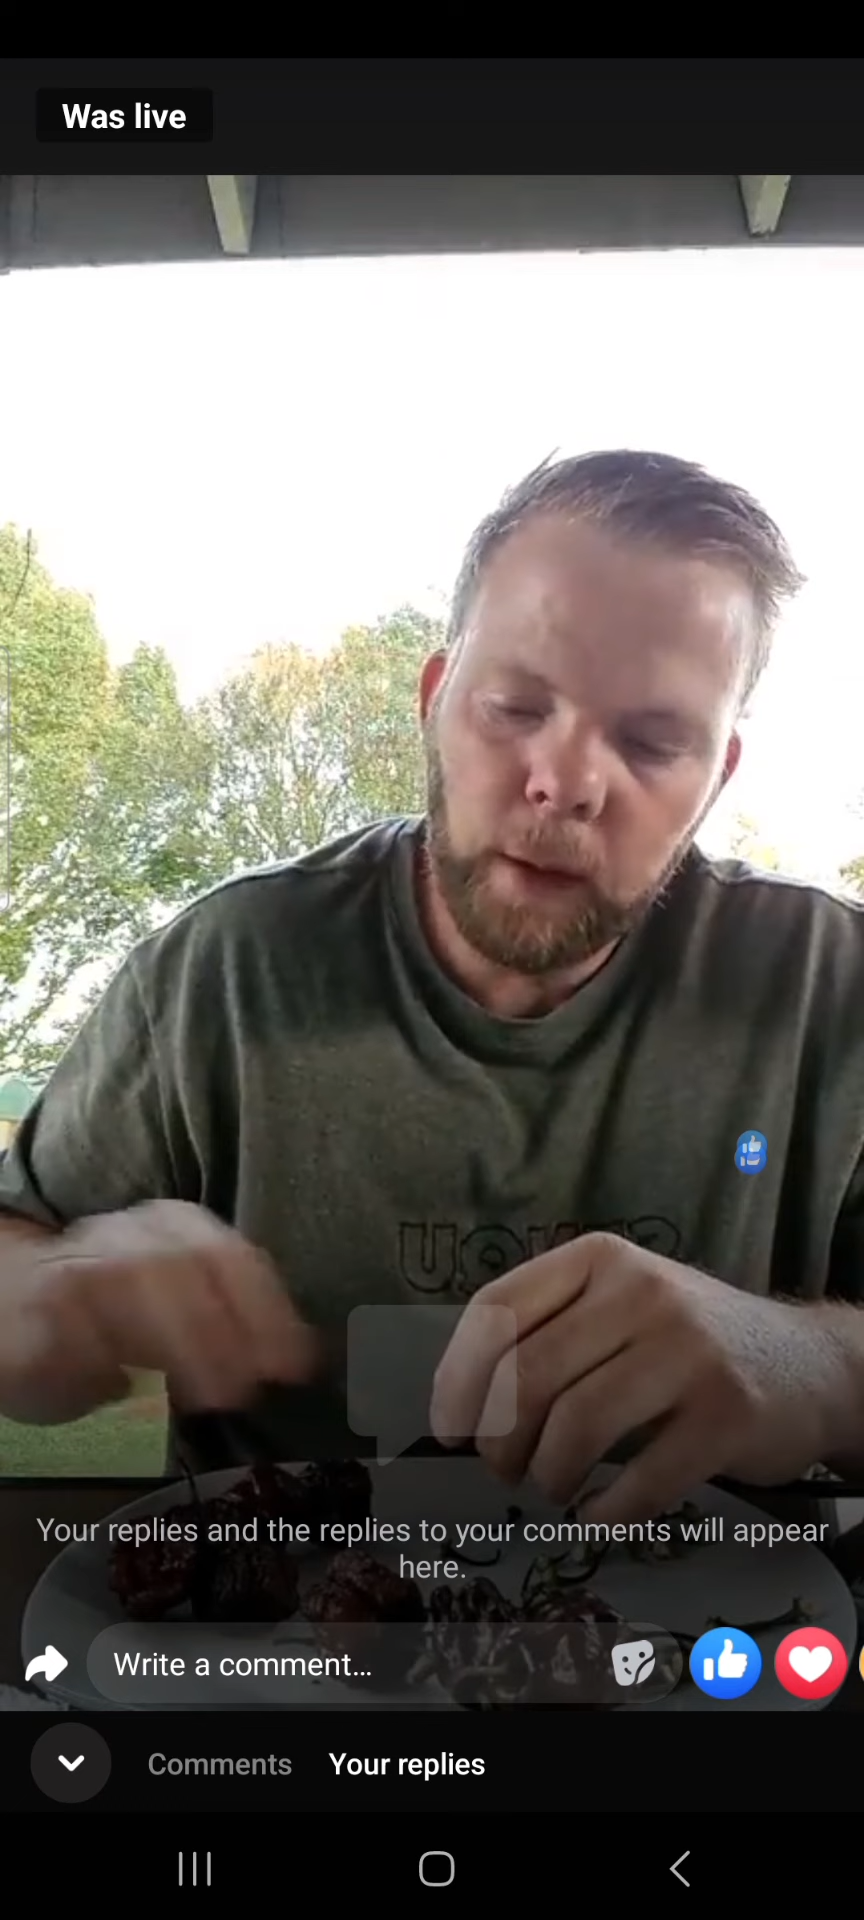 Was live
Your replies and the replies to your comments will appear
here.
Write a comment...
Comments
Your replies